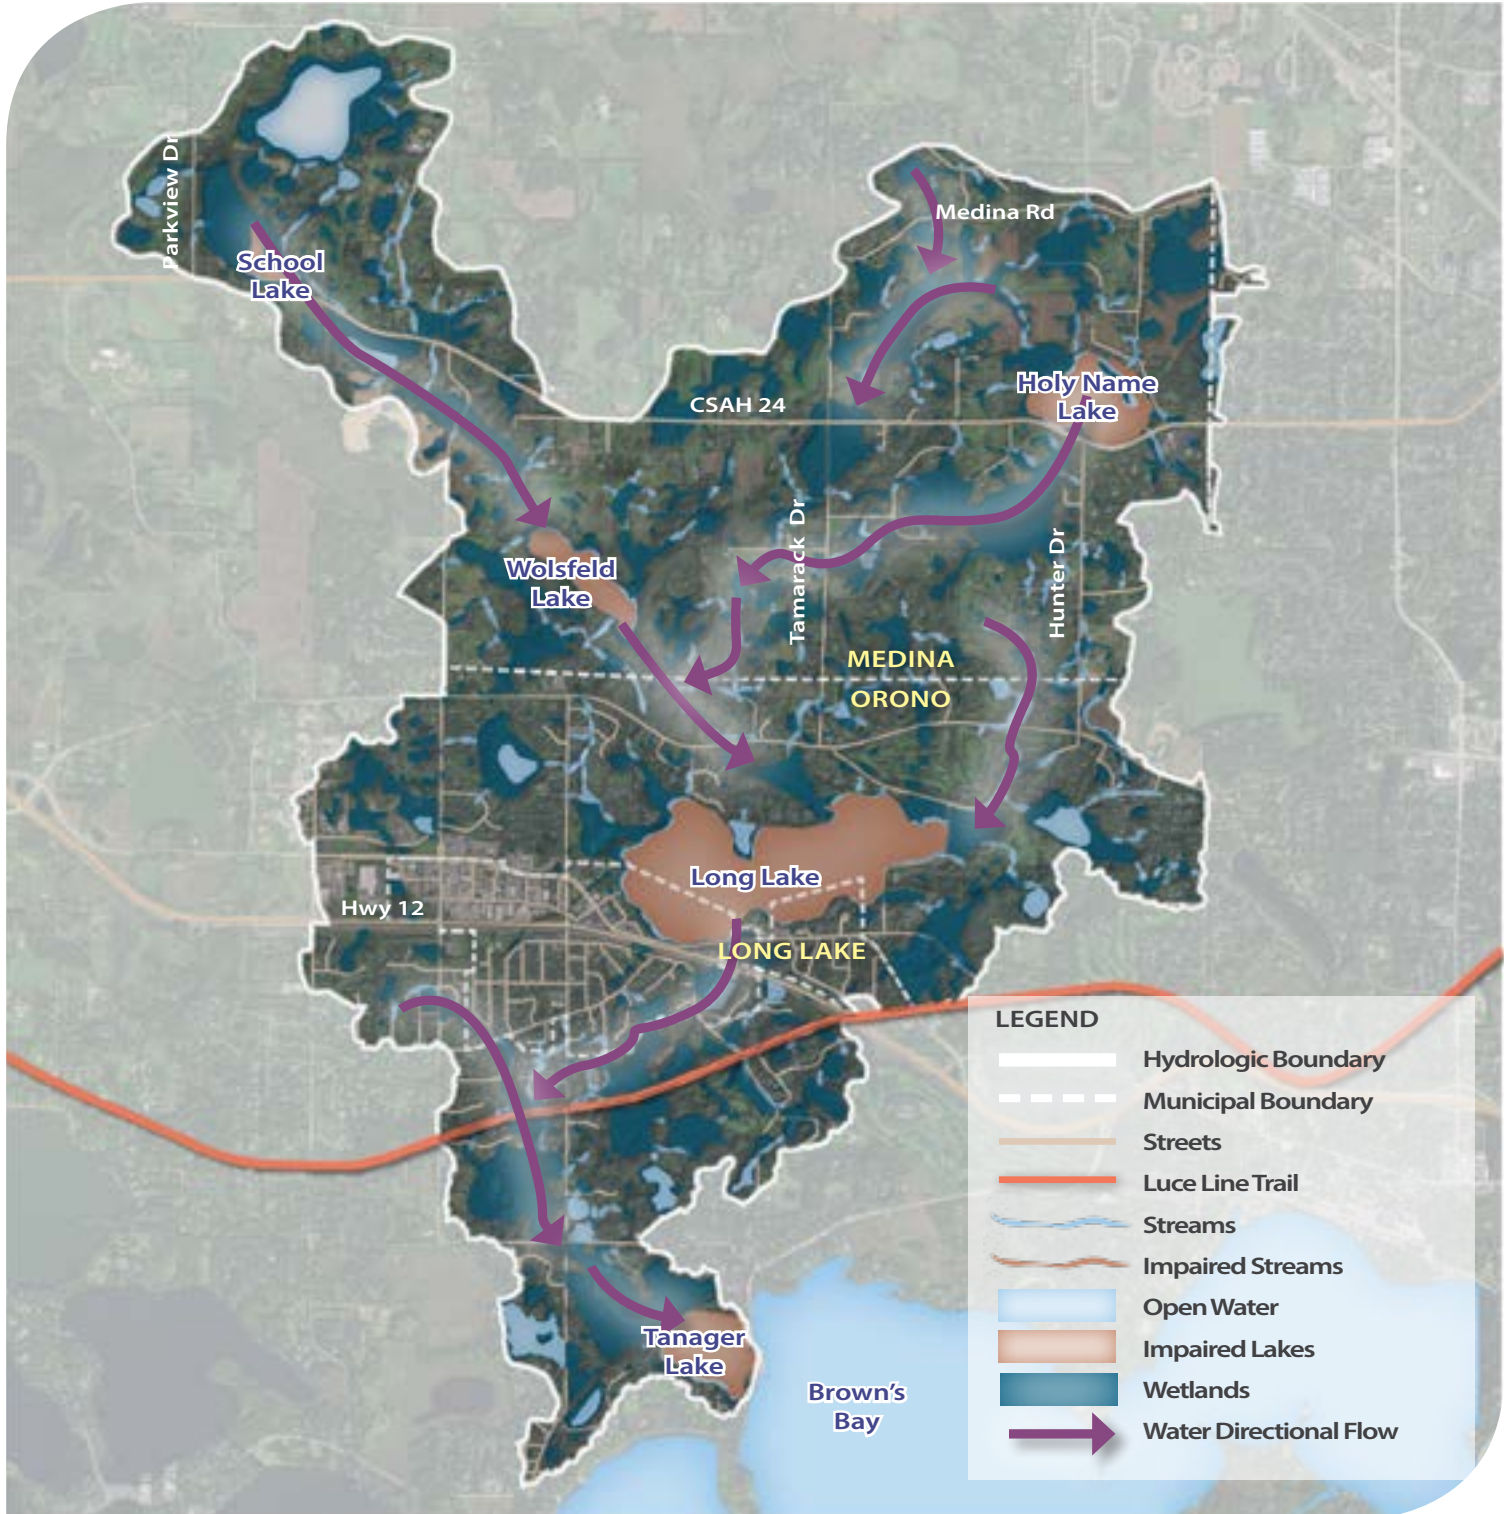 Parkview Dr
School
Lake
Medina Rd
Holy Name
Lake
CSAH 24
Wolsfeld
Lake
Tamarack Dr
Hunter Dr
MEDINA
ORONO
Long Lake
Hwy 12
LONG LAKE
Tanager
Lake
Brown's
Bay
LEGEND
Hydrologic Boundary
Municipal Boundary
Streets
Luce Line Trail
Streams
Impaired Streams
Open Water
Impaired Lakes
Wetlands
Water Directional Flow